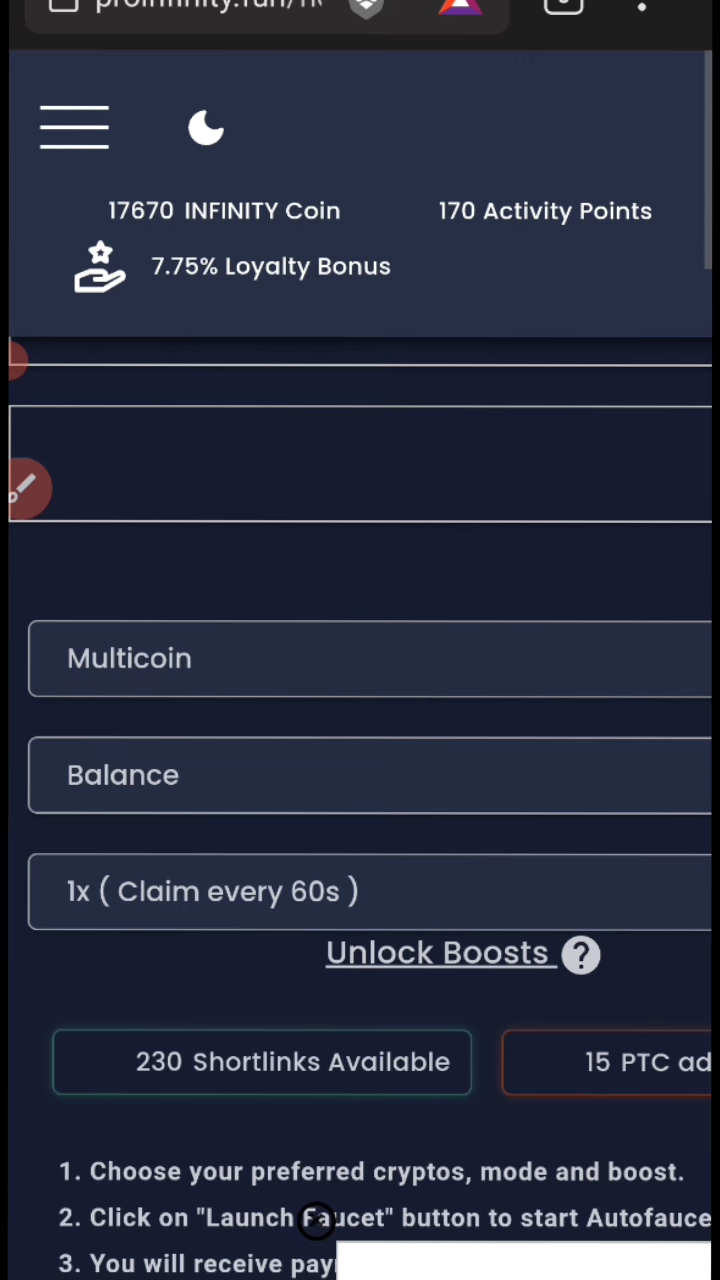 17670 INFINITY Coin
170 Activity Points
7.75% Loyalty Bonus
Multicoin
Balance
1x ( Claim every 60s )
Unlock Boosts ?
230 Shortlinks Available
15 PTC ad
1. Choose your preferred cryptos, mode and boost.
2. Click on "Launch Faucet" button to start Autofauce
3. You will receive pay